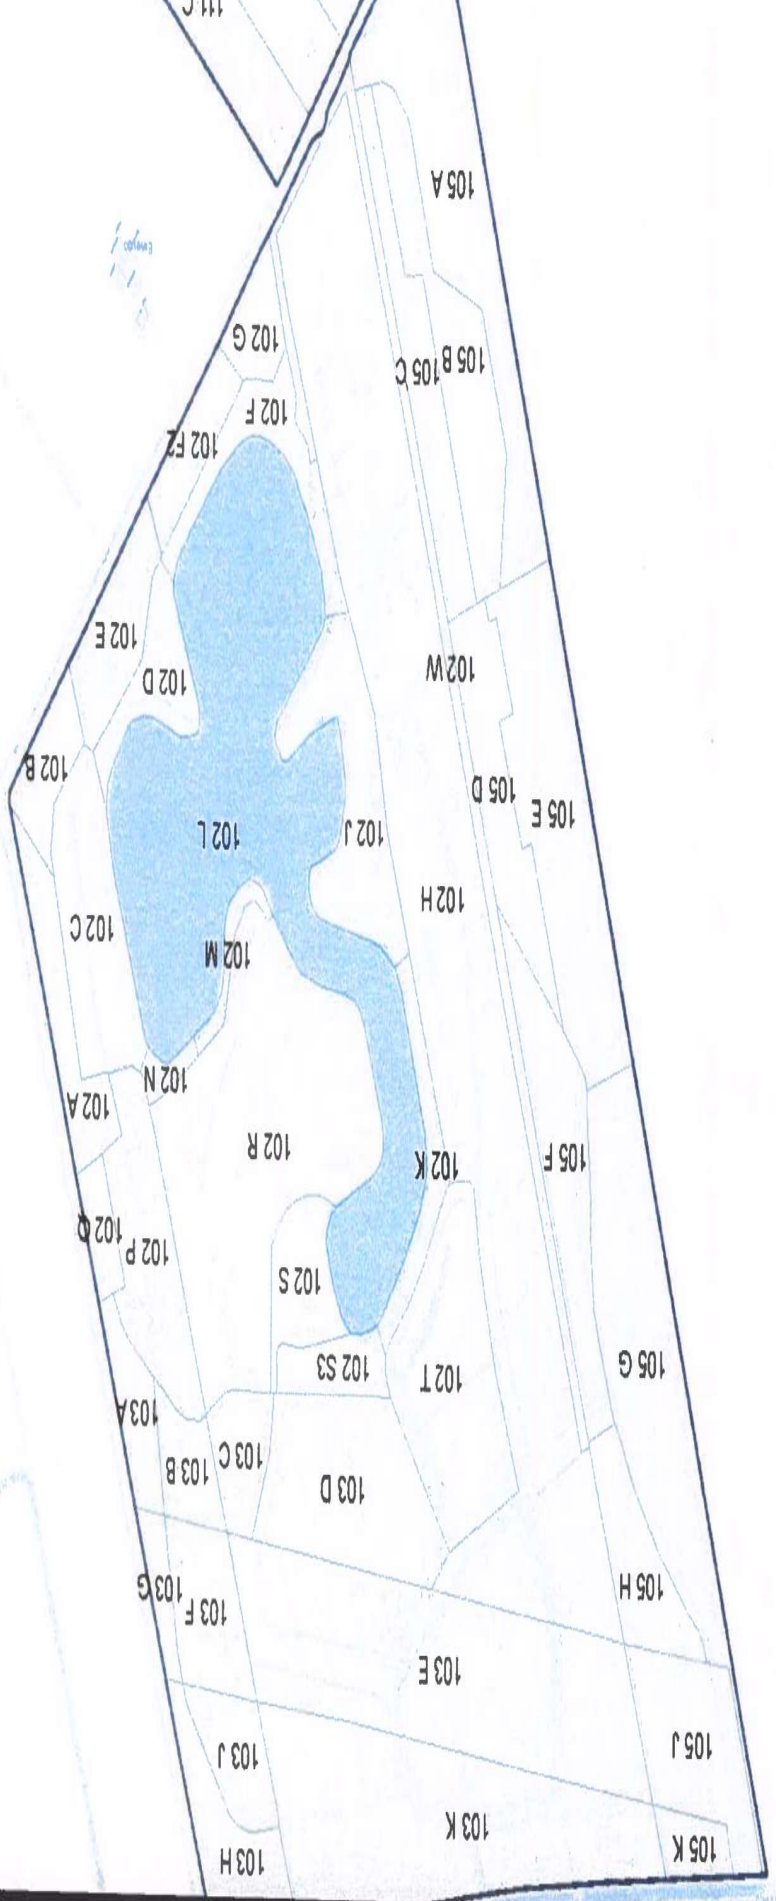 105 K
103 H
103 K
105 J
103 J
103 E
105 H
103 F
103 G
103 D
103 B
103 C
103 A
105 G
102 T
102 S3
102 S
102 P
102 Q
102 K
105 F
102 R
102 A
102 N
102 M
102 C
102 H
102 J
102 L
105 E
105 D
102 B
102 W
102 D
102 E
102 F2
102 F
105 C
105 B
102 G
105 A
111 C